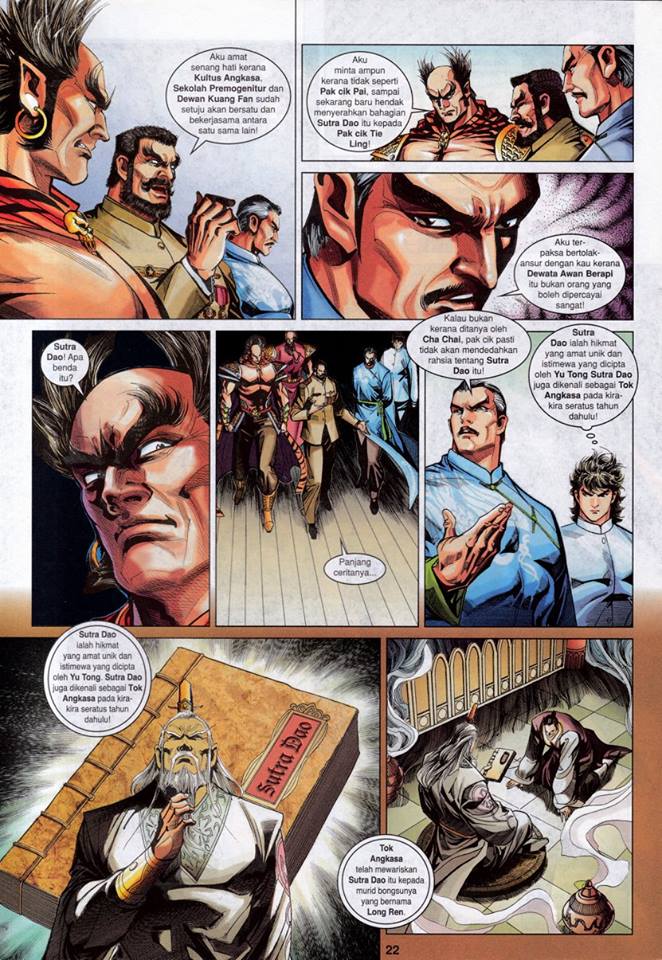 Aku amat
senang hati kerana
Kultus Angkasa,
Sekolah Premogenitur dan
Dewan Kuang Fan sudah
setuju akan bersatu dan
bekerjasama antara
satu sama lain!
Aku
minta ampun
kerana tidak seperti
Pak cik Pai, sampai
sekarang baru hendak
menyerahkan bahagian
Sutra Dao itu kepada
Pak cik Tie
Ling!
Aku ter-
paksa bertolak-
ansur dengan kau kerana
Dewata Awan Berapi
itu bukan orang yang
boleh dipercayai
sangat!
Sutra
Dao! Apa
benda
itu?
Panjang
ceritanya...
Kalau bukan
kerana ditanya oleh
Cha Chai, pak cik pasti
tidak akan mendedahkan
rahsia tentang Sutra
Dao itu!
Sutra
Dao ialah hikmat
yang amat unik dan
istimewa yang dicipta
oleh Yu Tong Sutra Dao
juga dikenali sebagai Tok
Angkasa pada kira-
kira seratus tahun
dahulu!
Sutra Dao
ialah hikmat
yang amat unik dan
istimewa yang dicipta
oleh Yu Tong. Sutra Dao
juga dikenali sebagai Tok
Angkasa pada kira-
kira seratus tahun
dahulu!
Sutra Dao
Tok
Angkasa
telah mewariskan
Sutra Dao itu kepada
murid bongsunya
yang bernama
Long Ren.
22